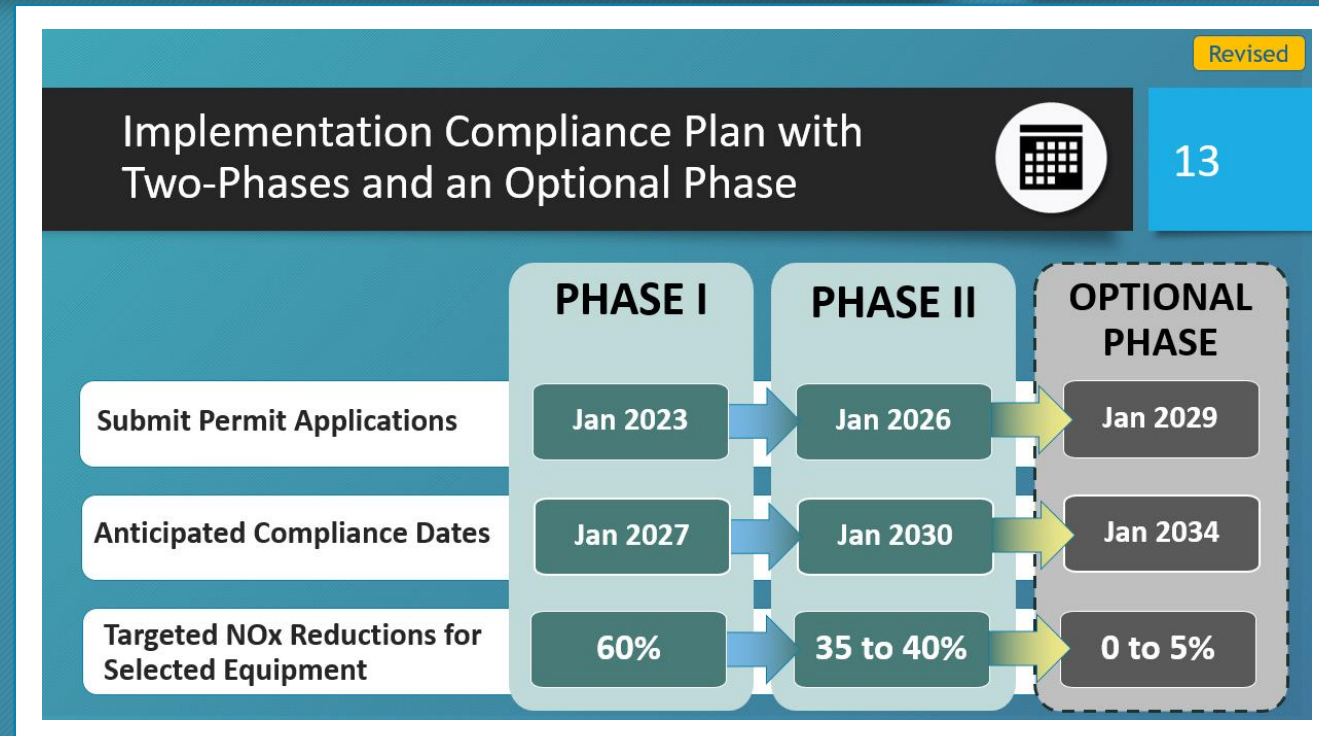 Revised
Implementation Compliance Plan with
Two-Phases and an Optional Phase
13
PHASE I
PHASE II
OPTIONAL
PHASE
Submit Permit Applications
Jan 2023
Jan 2026
Jan 2029
Anticipated Compliance Dates
Jan 2027
Jan 2030
Jan 2034
Targeted NOx Reductions for
Selected Equipment
60%
35 to 40%
0 to 5%